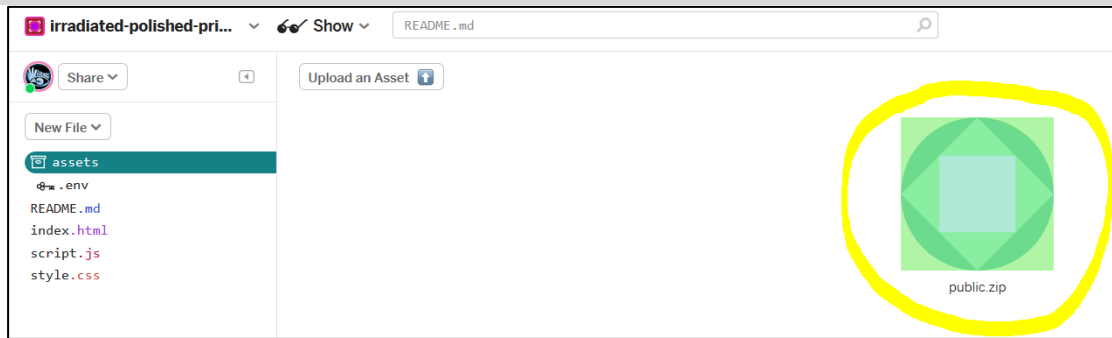 irradiated-polished-pri... Show README.md
Share Upload an Asset
New File
assets
.env
README.md
index.html
script.js
style.css
public.zip